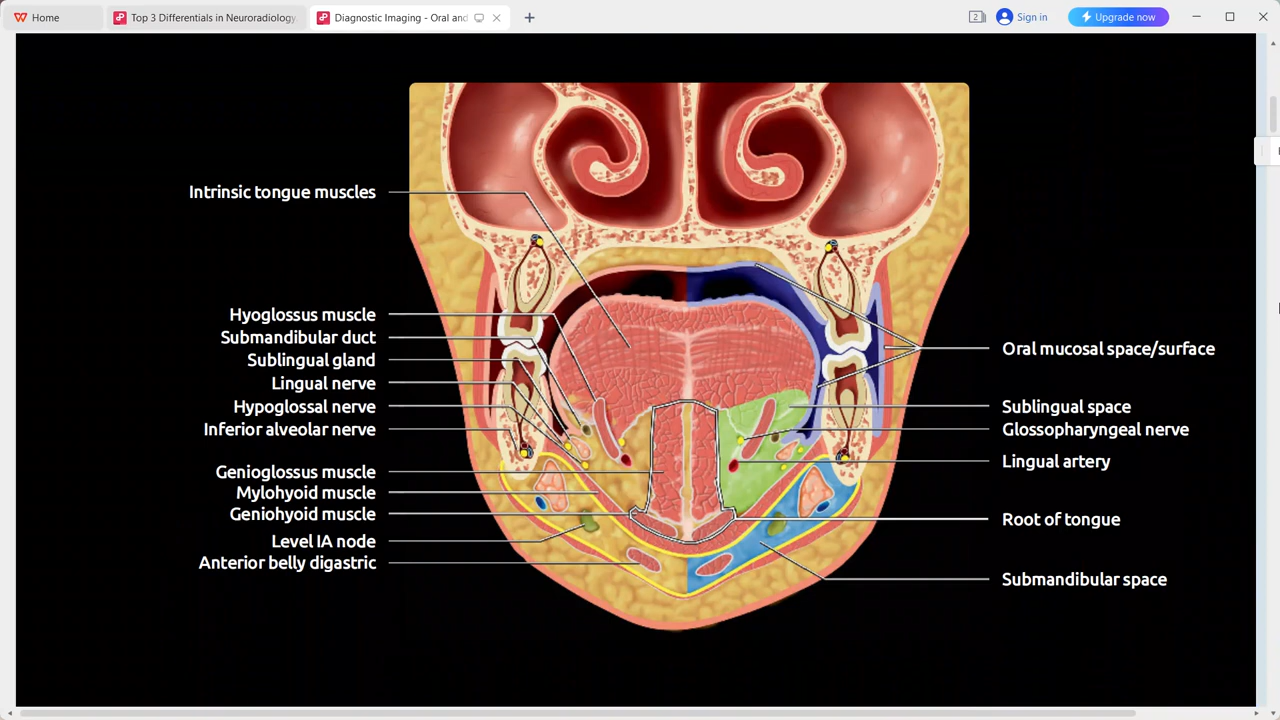 Home
Top 3 Differentials in Neuroradiology.
Diagnostic Imaging - Oral and
2
Sign in
Upgrade now
Intrinsic tongue muscles
Hyoglossus muscle
Submandibular duct
Sublingual gland
Lingual nerve
Hypoglossal nerve
Inferior alveolar nerve
Genioglossus muscle
Mylohyoid muscle
Geniohyoid muscle
Level IA node
Anterior belly digastric
Oral mucosal space/surface
Sublingual space
Glossopharyngeal nerve
Lingual artery
Root of tongue
Submandibular space